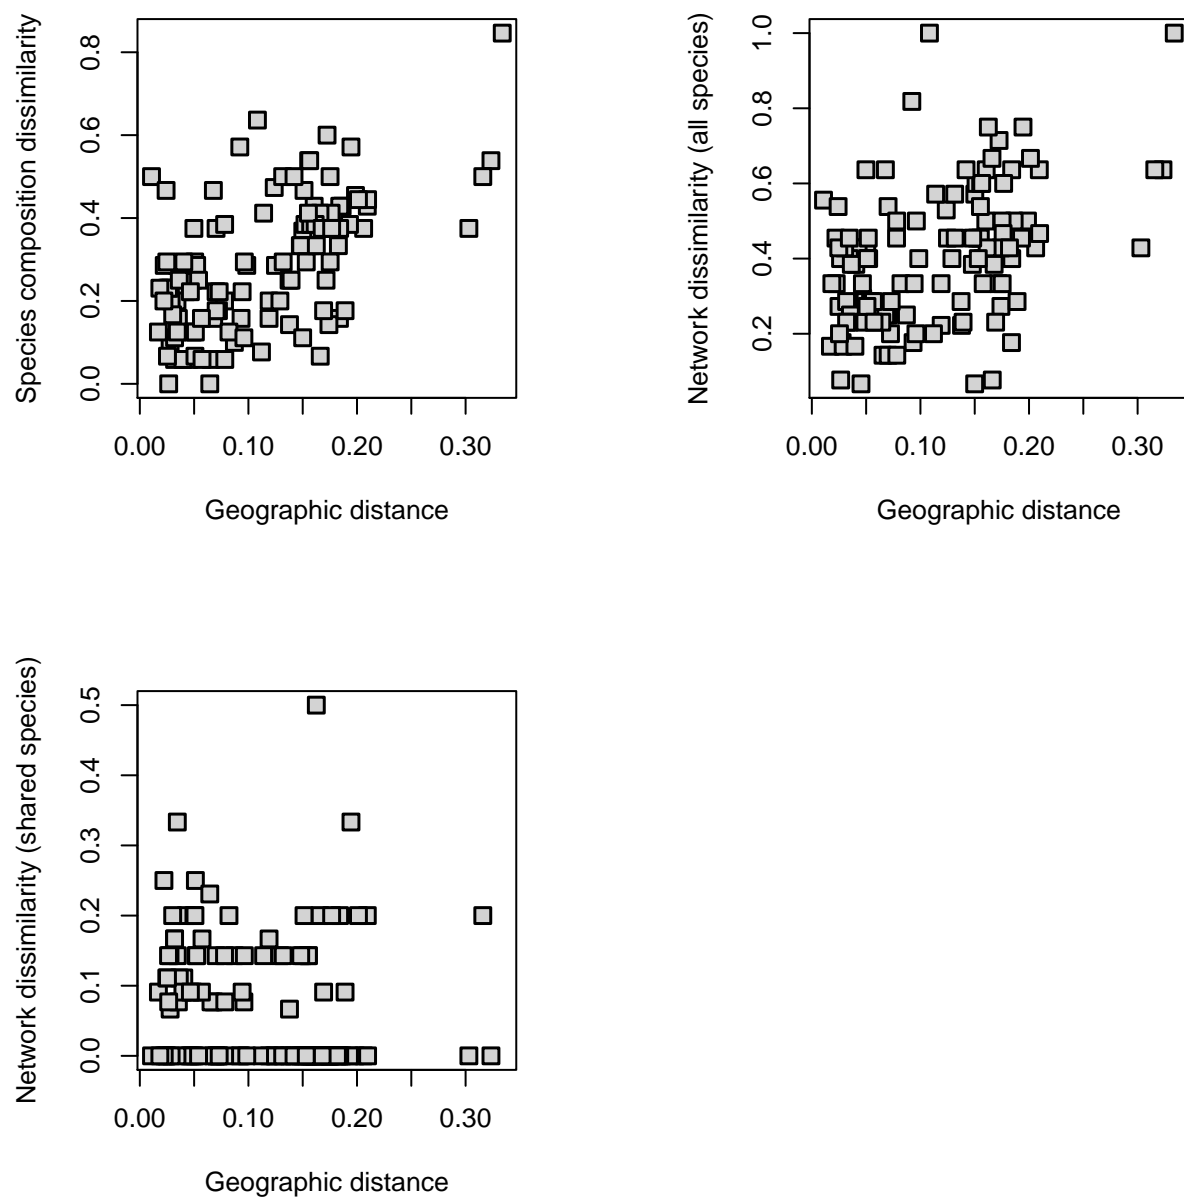 Species composition dissimilarity
0.0 0.2 0.4 0.6 0.8
0.00 0.10 0.20 0.30
Geographic distance
Network dissimilarity (all species)
0.2 0.4 0.6 0.8 1.0
0.00 0.10 0.20 0.30
Geographic distance
Network dissimilarity (shared species)
0.0 0.1 0.2 0.3 0.4 0.5
0.00 0.10 0.20 0.30
Geographic distance